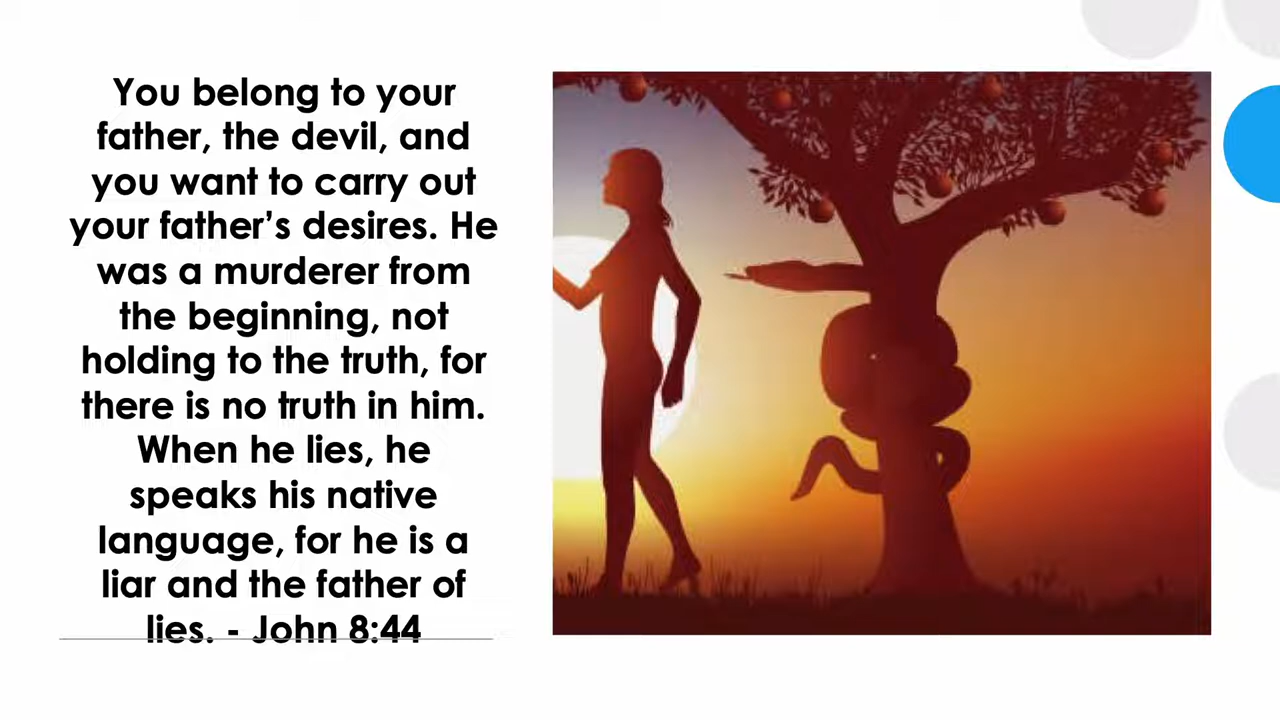 You belong to your
father, the devil, and
you want to carry out
your father’s desires. He
was a murderer from
the beginning, not
holding to the truth, for
there is no truth in him.
When he lies, he
speaks his native
language, for he is a
liar and the father of
lies. - John 8:44